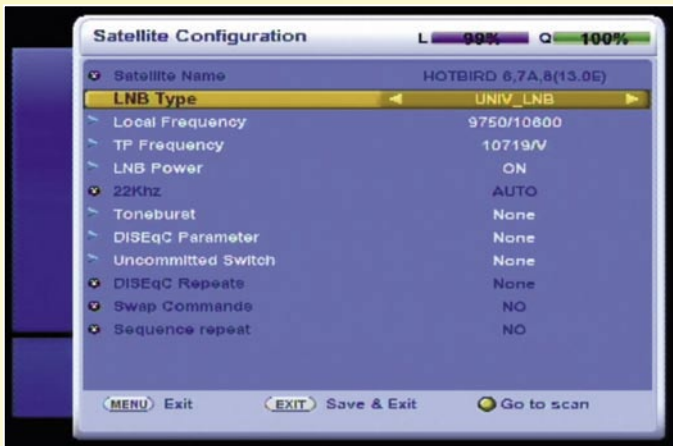 Satellite Configuration L 99% Q 100%
Satellite Name HOTBIRD 6,7A,8(13.0E)
LNB Type UNIV_LNB
Local Frequency 9750/10600
TP Frequency 10719/V
LNB Power ON
22Khz AUTO
Toneburst None
DISEqC Parameter None
Uncommitted Switch None
DISEqC Repeats None
Swap Commands NO
Sequence repeat NO
MENU Exit EXIT Save & Exit Go to scan